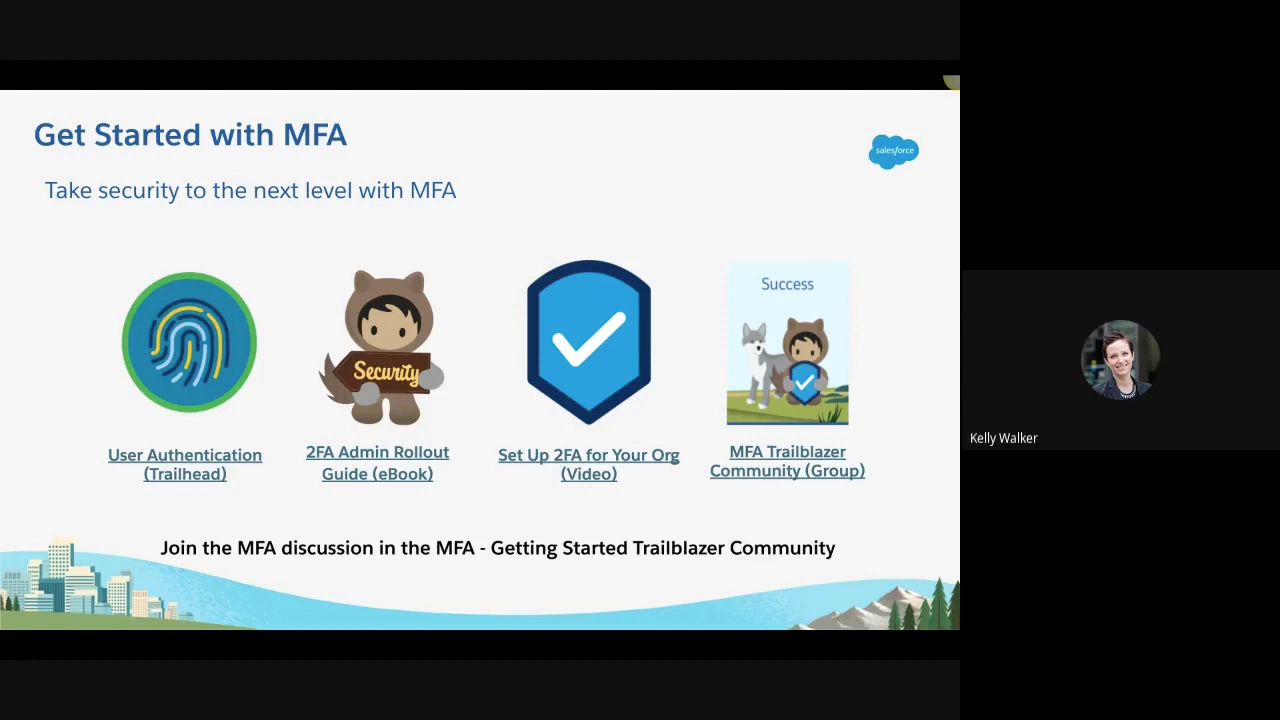 Get Started with MFA
salesforce
Take security to the next level with MFA
Success
Security
User Authentication
(Trailhead)
2FA Admin Rollout
Guide (eBook)
Set Up 2FA for Your Org
(Video)
MFA Trailblazer
Community (Group)
Join the MFA discussion in the MFA - Getting Started Trailblazer Community
Kelly Walker